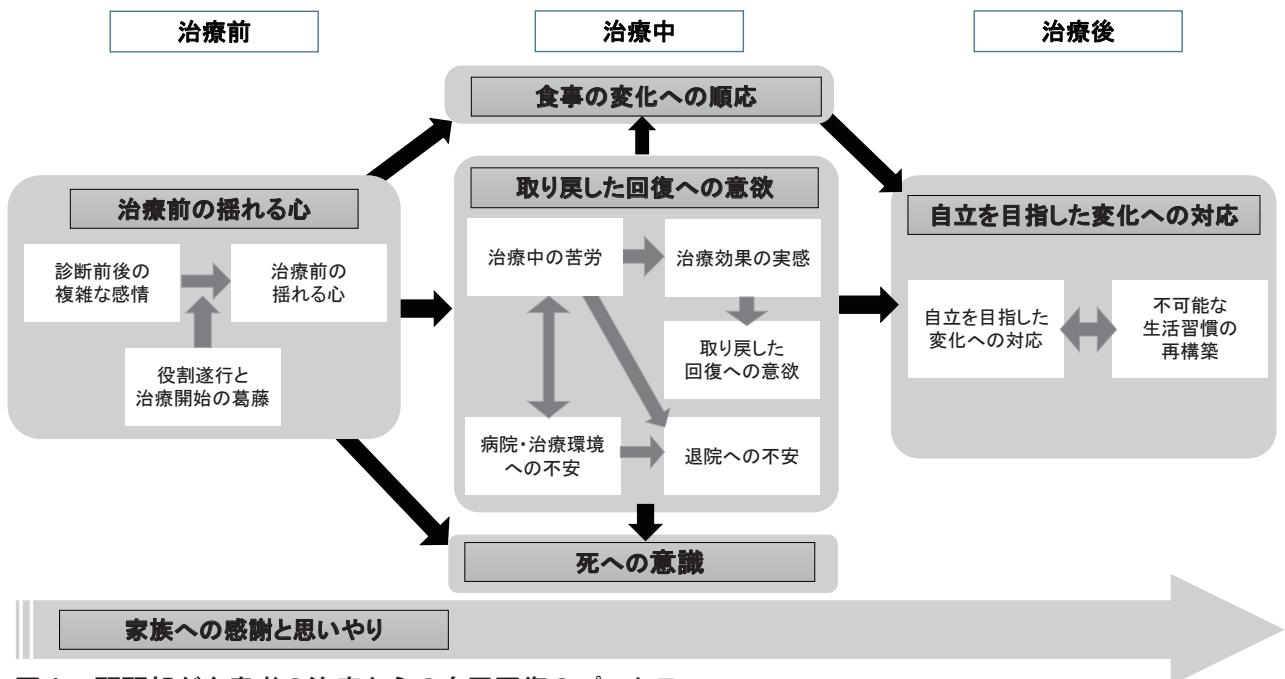 治療前
治療中
治療後
食事の変化への順応
治療前の揺れる心
診断前後の
複雑な感情
治療前の
揺れる心
役割遂行と
治療開始の葛藤
取り戻した回復への意欲
治療中の苦労
治療効果の実感
取り戻した
回復への意欲
病院・治療環境
への不安
退院への不安
自立を目指した変化への対応
自立を目指した
変化への対応
不可能な
生活習慣の
再構築
死への意識
家族への感謝と思いやり